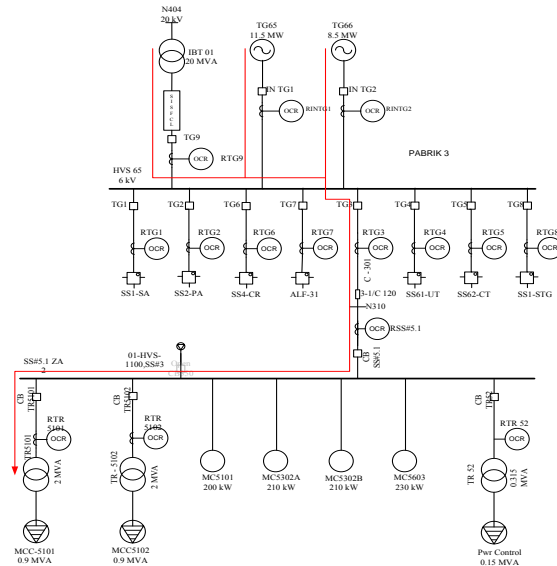 N404
20 kV
IBT 01
20 MVA
TG65
11.5 MW
TG66
8.5 MW
SISFCL
TG9
OCR
RTG9
IN TG1
OCR
RINTG1
IN TG2
OCR
RINTG2
PABRIK 3
HVS 65
6 kV
TG1
TG2
TG6
TG7
TG3
TG4
TG5
TG8
RTG1
RTG2
RTG6
RTG7
RTG3
RTG4
RTG5
RTG8
OCR
OCR
OCR
OCR
OCR
OCR
OCR
OCR
SS1-SA
SS2-PA
SS4-CR
ALF-31
C - 301
SS61-UT
SS62-CT
SS1-STG
3-1/C 120
N310
OCR
RSS#5.1
CB
SS#5.1
01-HVS-
1100,SS#3
Open
SS#5.1 ZA
2
CB
TR5101
RTR
5101
OCR
TR5101
2 MVA
MCC-5101
0.9 MVA
CB
TR5102
RTR
5102
OCR
TR - 5102
2 MVA
MCC5102
0.9 MVA
MC5101
200 kW
MC5302A
210 kW
MC5302B
210 kW
MC5603
230 kW
CB
TR52
RTR 52
OCR
TR 52
0.315
MVA
Pwr Control
0.15 MVA